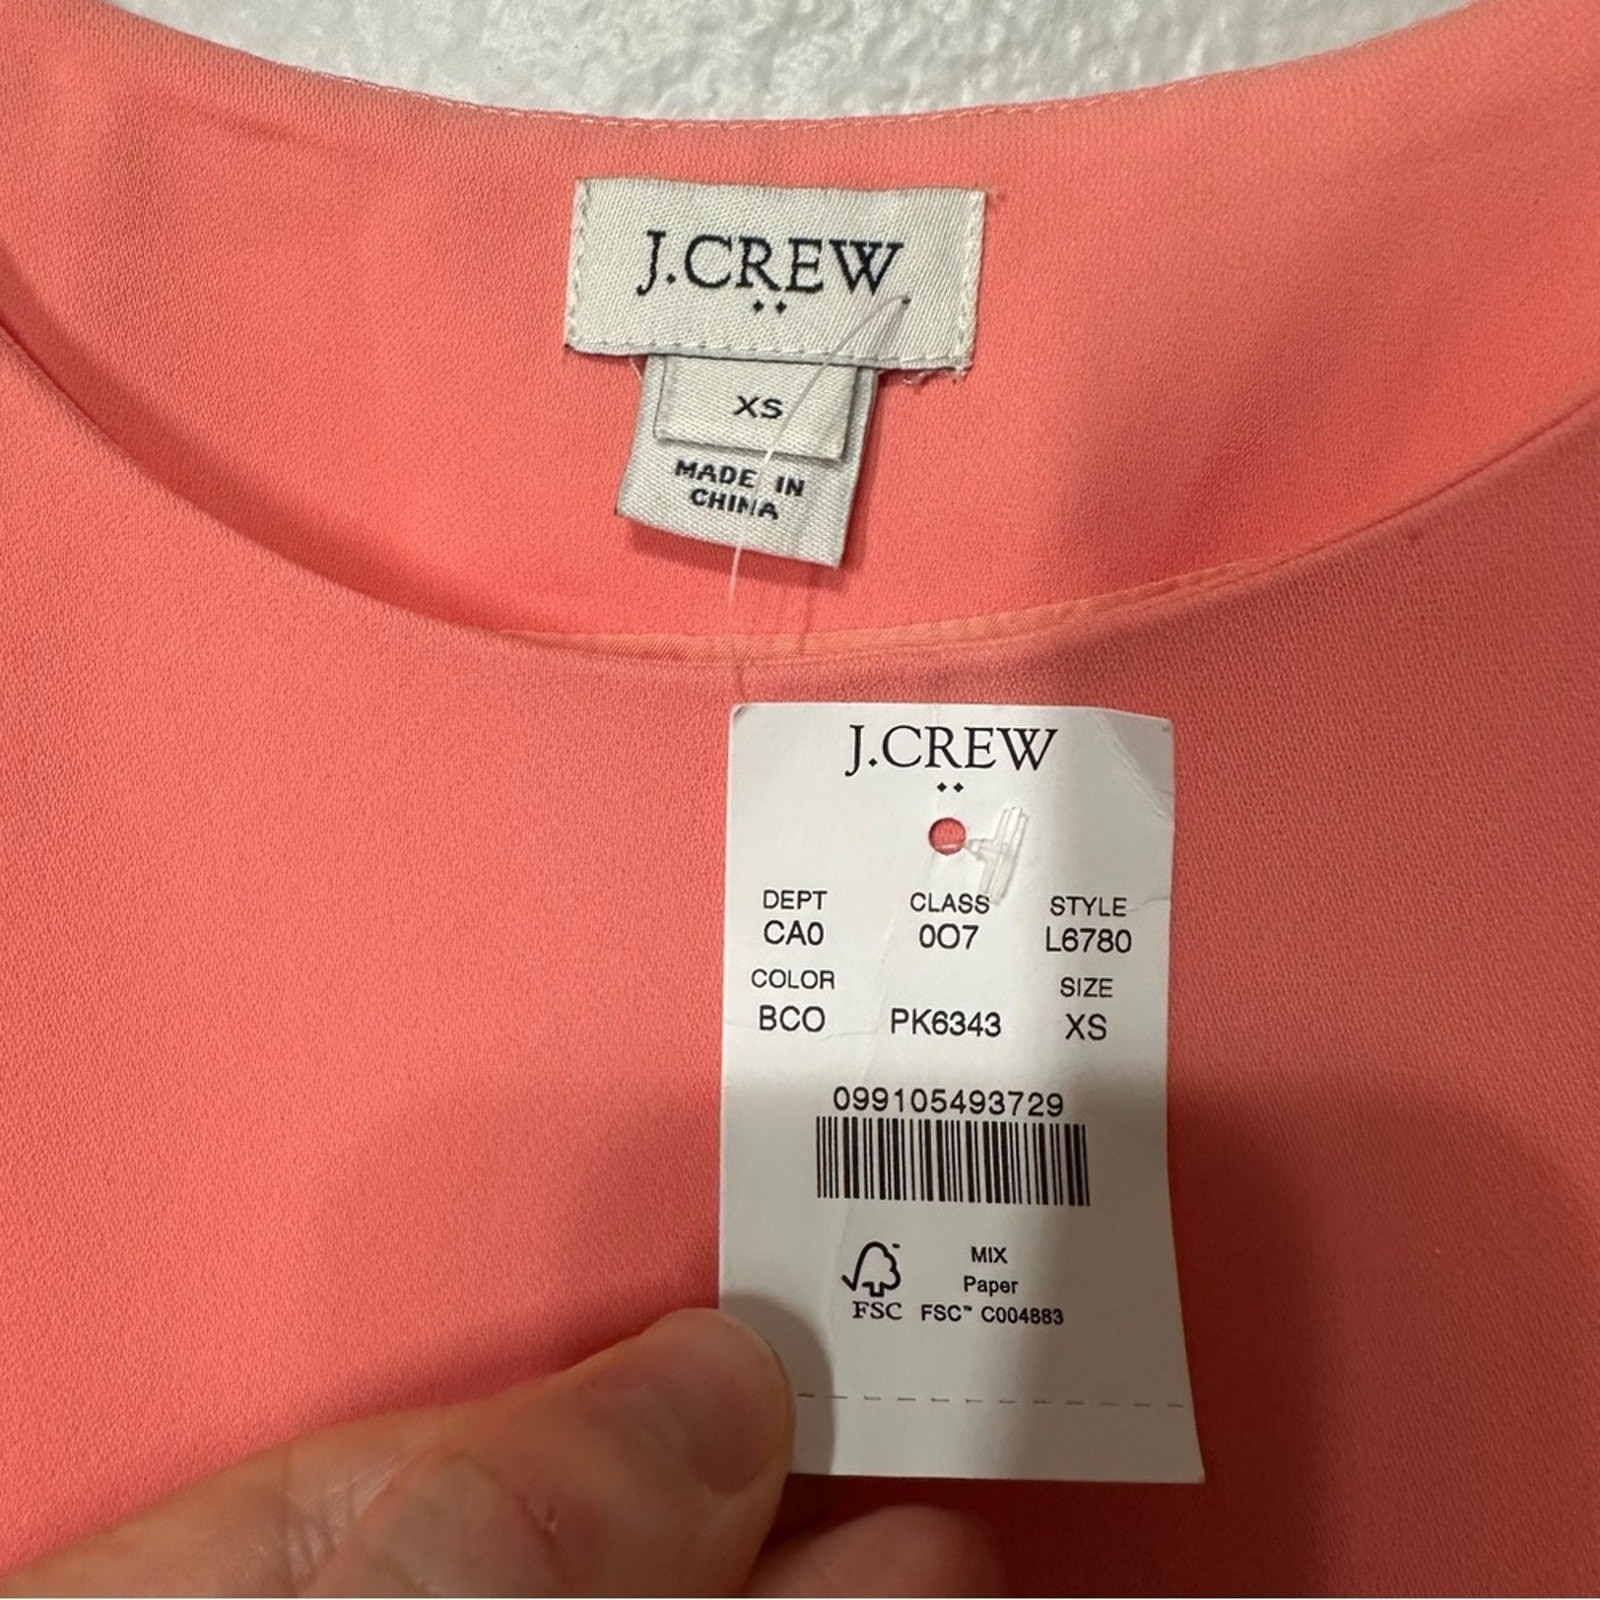 J.CREW
XS
MADE IN
CHINA
J.CREW
DEPT CLASS STYLE
CA0 0O7 L6780
COLOR SIZE
BCO PK6343 XS
099105493729
MIX
Paper
FSC FSC™ C004883